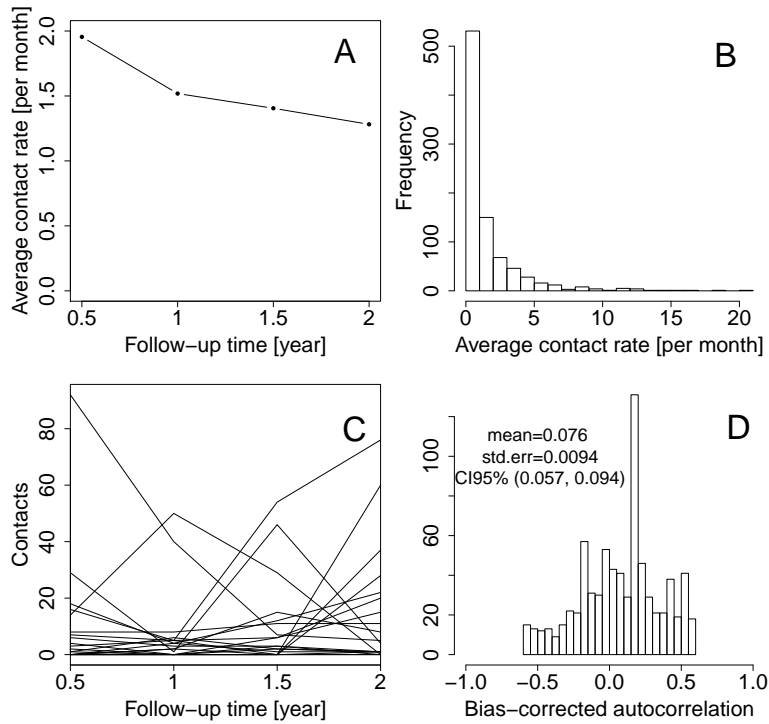 A
Average contact rate [per month]
0.0 0.5 1.0 1.5 2.0
0.5 1 1.5 2
Follow−up time [year]
B
Frequency
0 100 300 500
0 5 10 15 20
Average contact rate [per month]
C
Contacts
0 20 40 60 80
0.5 1 1.5 2
Follow−up time [year]
D
mean=0.076
std.err=0.0094
CI95% (0.057, 0.094)
0 20 60 100
−1.0 −0.5 0.0 0.5 1.0
Bias−corrected autocorrelation